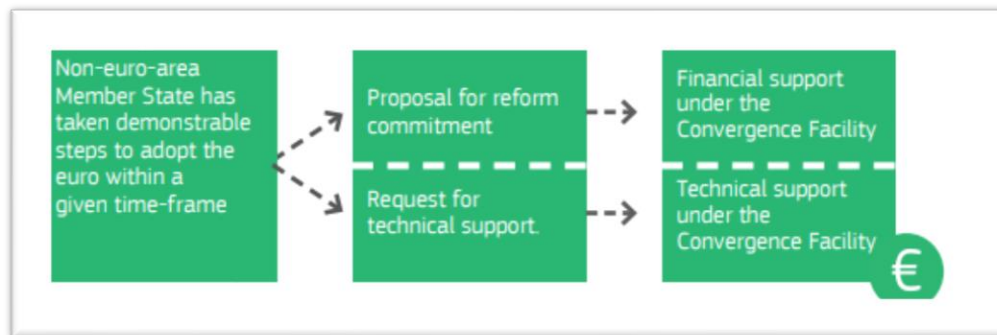 Non-euro-area
Member State has
taken demonstrable
steps to adopt the
euro within a
given time-frame
Proposal for reform
commitment
Request for
technical support.
Financial support
under the
Convergence Facility
Technical support
under the
Convergence Facility
€